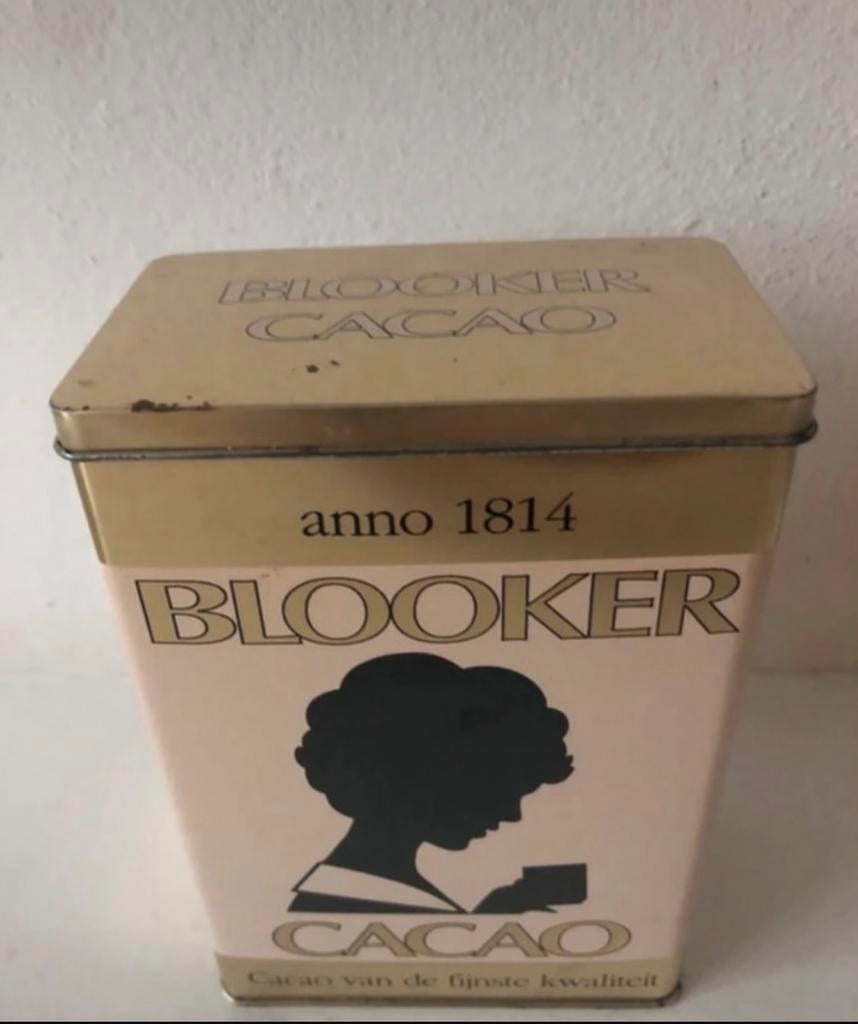 BLOOKER
CACAO
anno 1814
BLOOKER
CACAO
Cacao van de fijnste kwaliteit